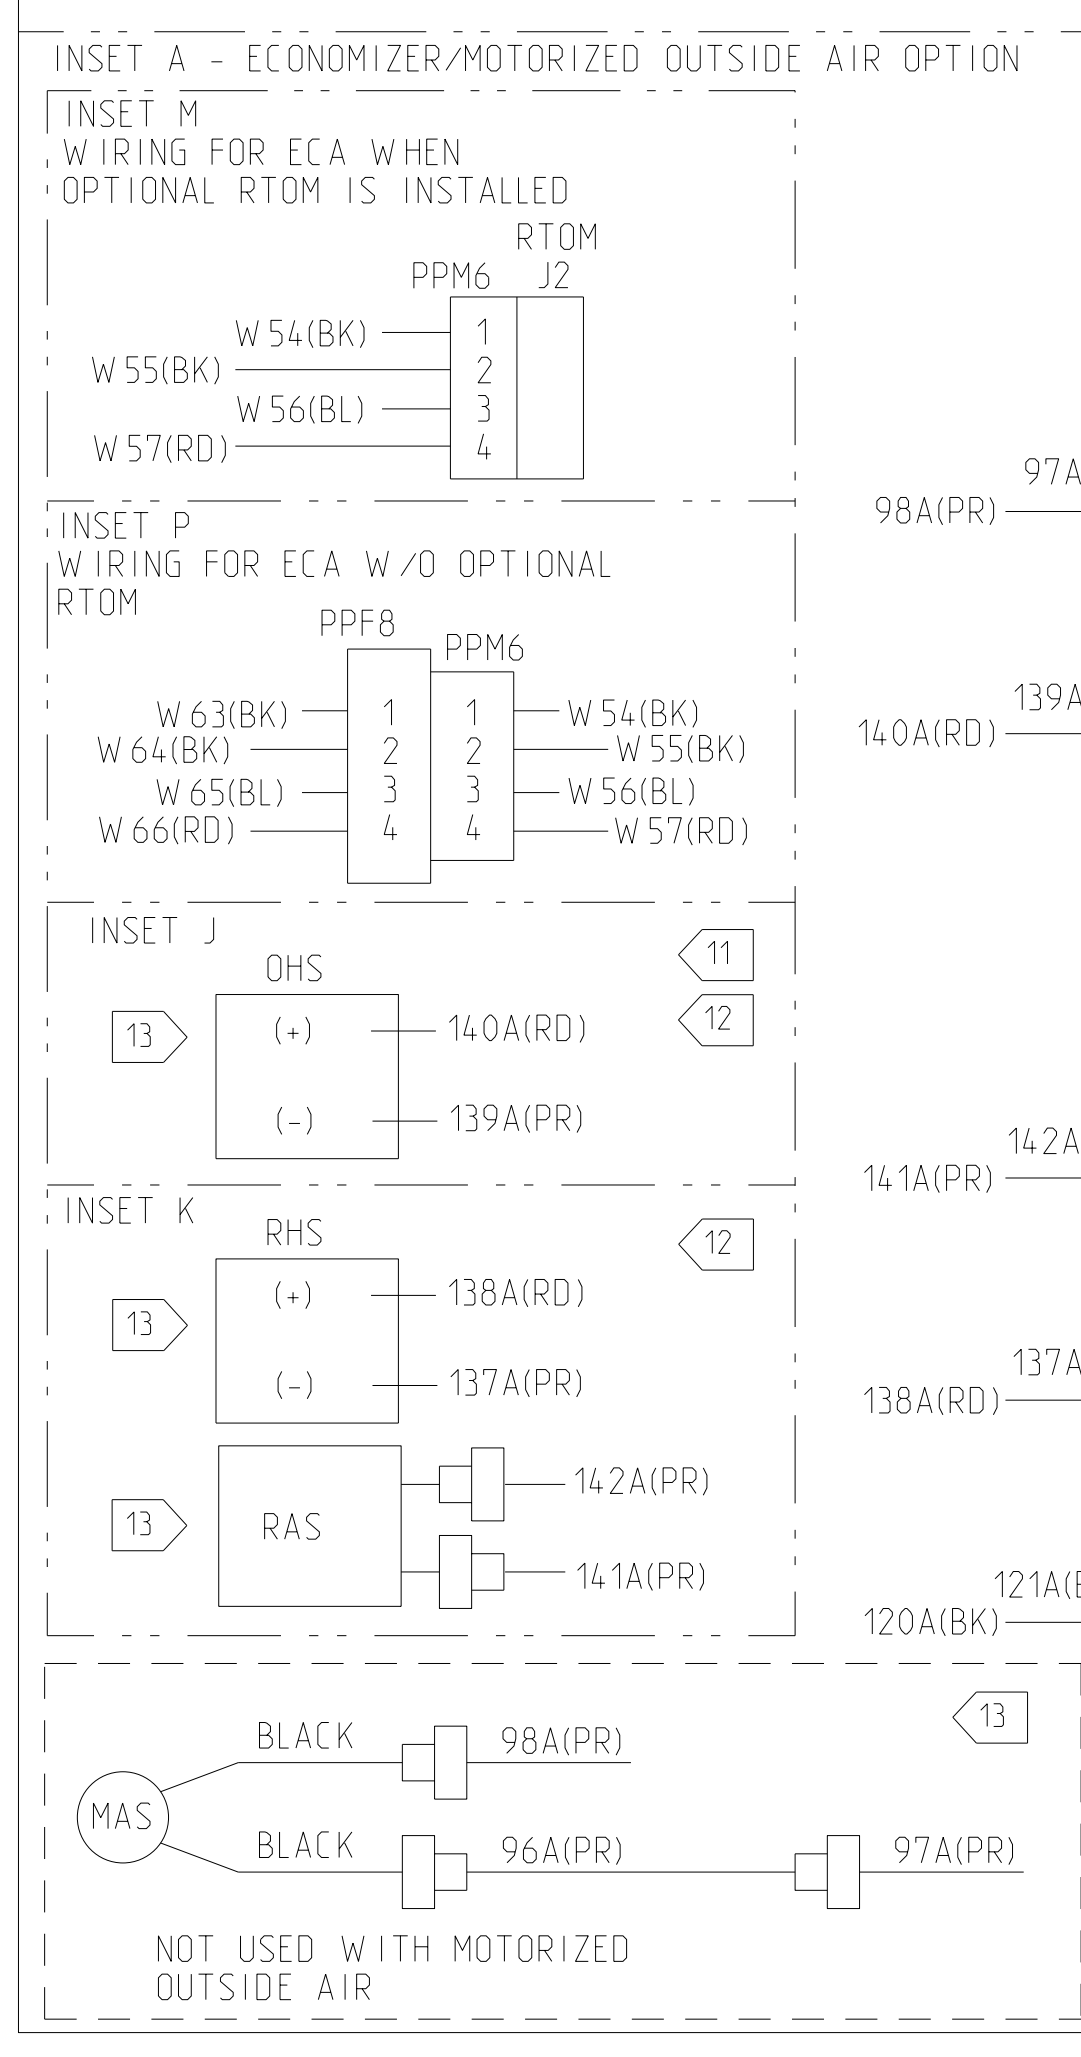 INSET A - ECONOMIZER/MOTORIZED OUTSIDE AIR OPTION
INSET M
WIRING FOR ECA WHEN
OPTIONAL RTOM IS INSTALLED
RTOM
PPM6 J2
W54(BK) 1
W55(BK) 2
W56(BL) 3
W57(RD) 4
INSET P
WIRING FOR ECA W/O OPTIONAL
RTOM
PPF8
PPM6
W63(BK) 1 1 W54(BK)
W64(BK) 2 2 W55(BK)
W65(BL) 3 3 W56(BL)
W66(RD) 4 4 W57(RD)
INSET J
11
OHS
12
13 (+) 140A(RD)
(-) 139A(PR)
INSET K
RHS
12
(+) 138A(RD)
13
(-) 137A(PR)
142A(PR)
13 RAS
141A(PR)
97A
98A(PR)
139A
140A(RD)
142A
141A(PR)
137A
138A(RD)
121A(
120A(BK)
13
BLACK 98A(PR)
MAS
BLACK 96A(PR) 97A(PR)
NOT USED WITH MOTORIZED
OUTSIDE AIR